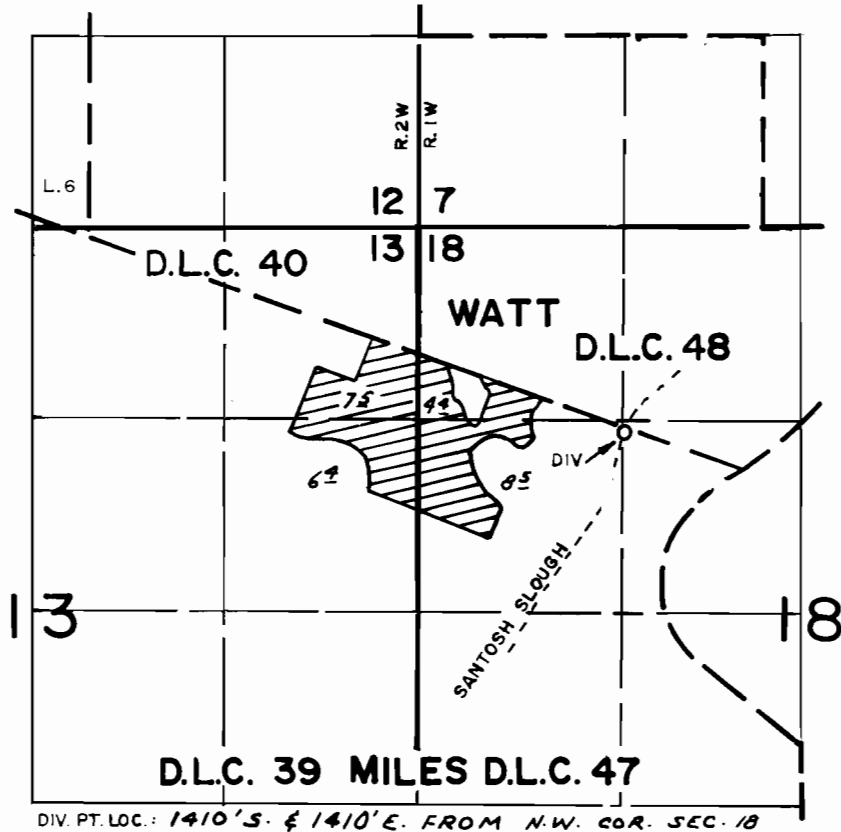 R.2W
R.1W
L.6
12 7
13 18
D.L.C. 40
WATT
D.L.C. 48
7.5 4.4
DIV
6.4 8.5
SANTOSH SLOUGH
13 18
D.L.C. 39 MILES D.L.C. 47
DIV. PT. LOC.: 1410'S. & 1410'E. FROM N.W. COR. SEC. 18